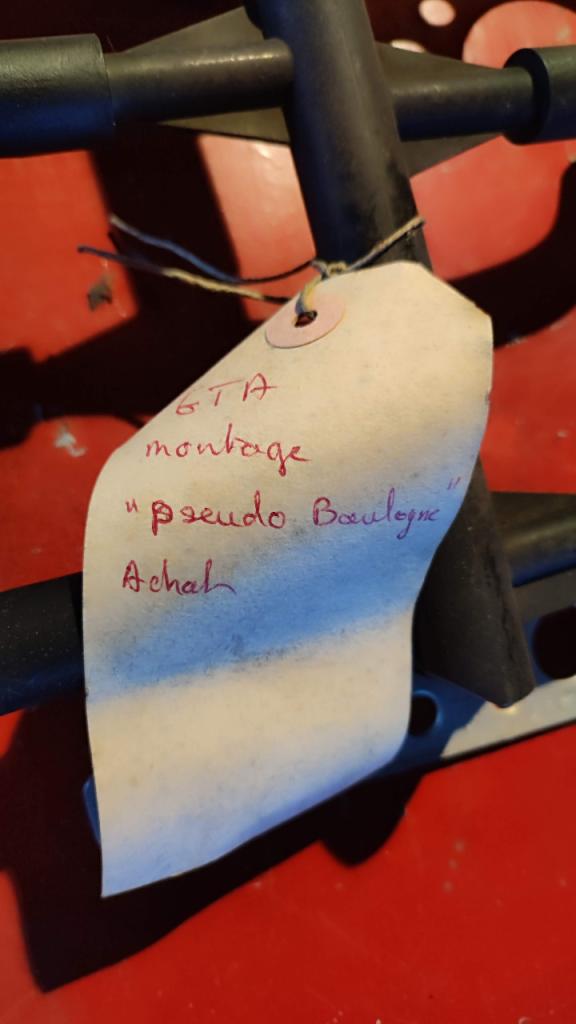 GTA
montage
"pseudo Boulogne"
Achat